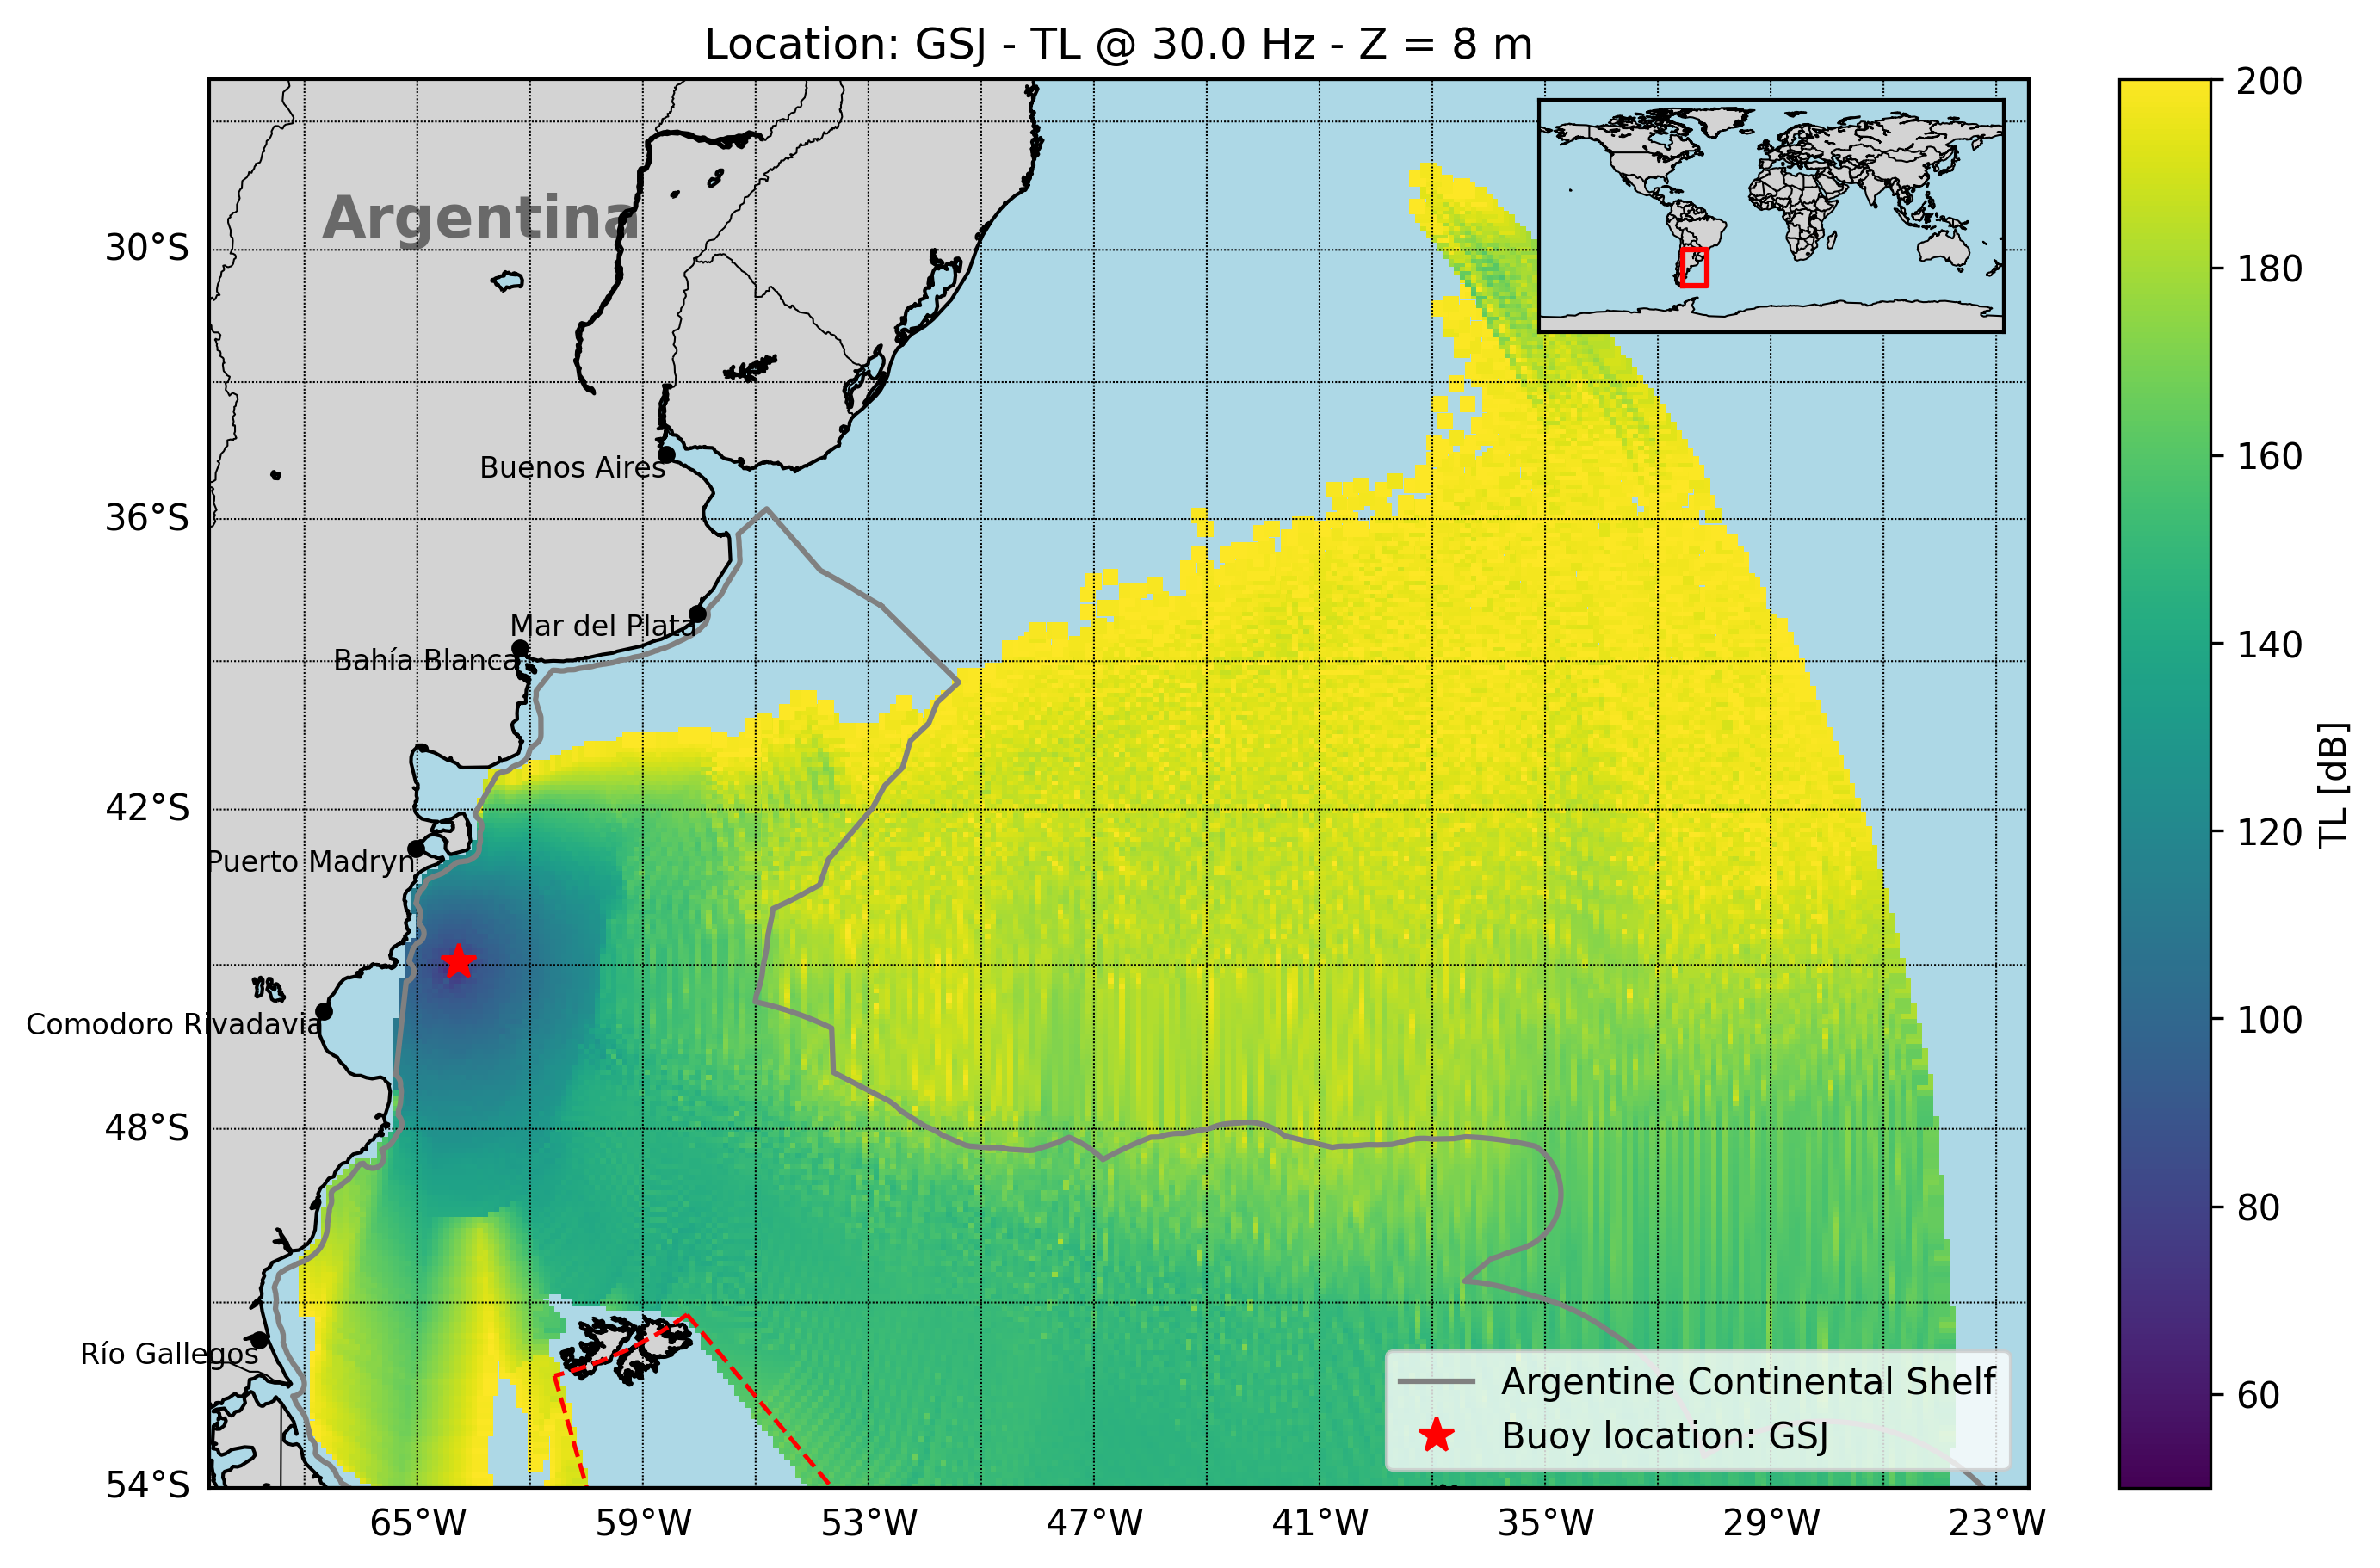 Location: GSJ - TL @ 30.0 Hz - Z = 8 m
Argentina
30°S
36°S
42°S
48°S
54°S
Buenos Aires
Mar del Plata
Bahía Blanca
Puerto Madryn
Comodoro Rivadavia
Río Gallegos
65°W
59°W
53°W
47°W
41°W
35°W
29°W
23°W
Argentine Continental Shelf
Buoy location: GSJ
200
180
160
140
120
100
80
60
TL [dB]